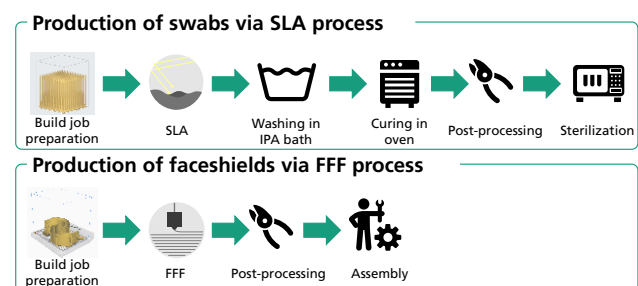 Production of swabs via SLA process
Build job
preparation
SLA
Washing in
IPA bath
Curing in
oven
Post-processing
Sterilization
Production of faceshields via FFF process
Build job
preparation
FFF
Post-processing
Assembly